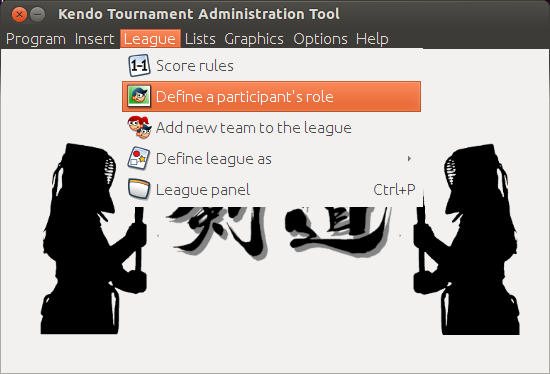 Kendo Tournament Administration Tool
Program Insert League Lists Graphics Options Help
1-1 Score rules
Define a participant's role
Add new team to the league
Define league as
League panel Ctrl+P
剣道